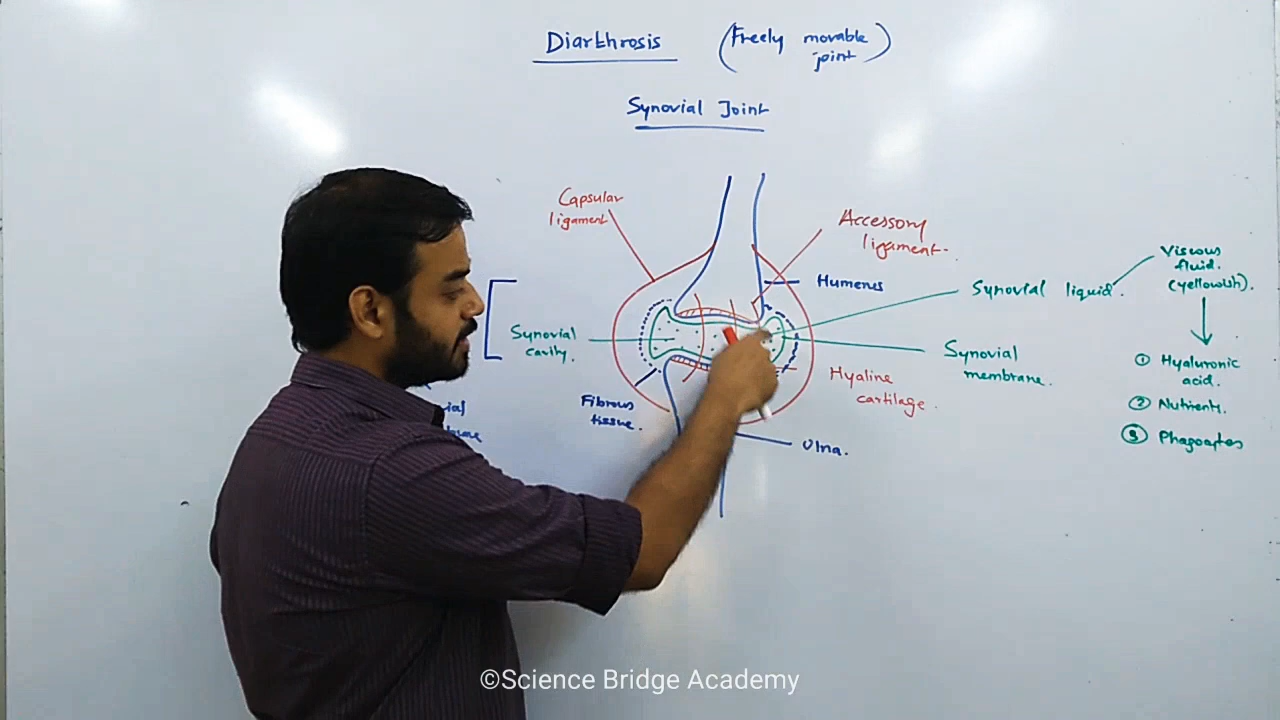 Diarthrosis (Freely movable
joint)
Synovial Joint
Capsular
ligament
Accessory
ligament.
Humerus
Synovial liquid.
Viscous
fluid.
(yellowish).
Synovial
cavity.
Synovial
membrane.
① Hyaluronic
acid.
② Nutrients.
③ Phagocytes
Hyaline
cartilage.
Fibrous
tissue.
Ulna.
©Science Bridge Academy